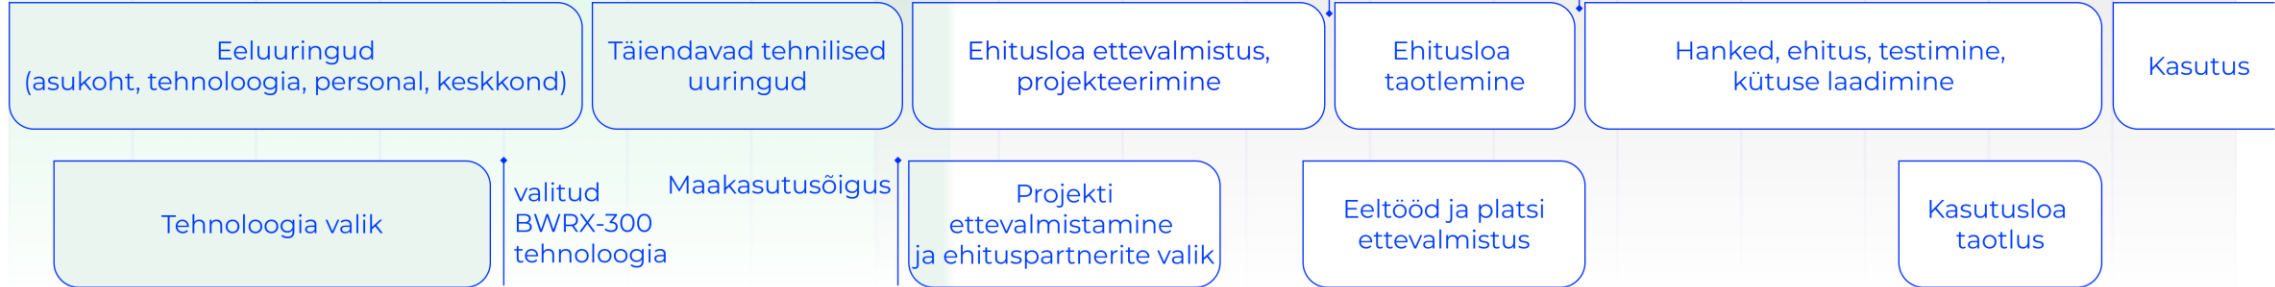 Eeluuringud
(asukoht, tehnoloogia, personal, keskkond)
Täiendavad tehnilised
uuringud
Ehitusloa ettevalmistus,
projekteerimine
Ehitusloa
taotlemine
Hanked, ehitus, testimine,
kütuse laadimine
Kasutus
Tehnoloogia valik
valitud
BWRX-300
tehnoloogia
Maakasutusõigus
Projekti
ettevalmistamine
ja ehituspartnerite valik
Eeltööd ja platsi
ettevalmistus
Kasutusloa
taotlus